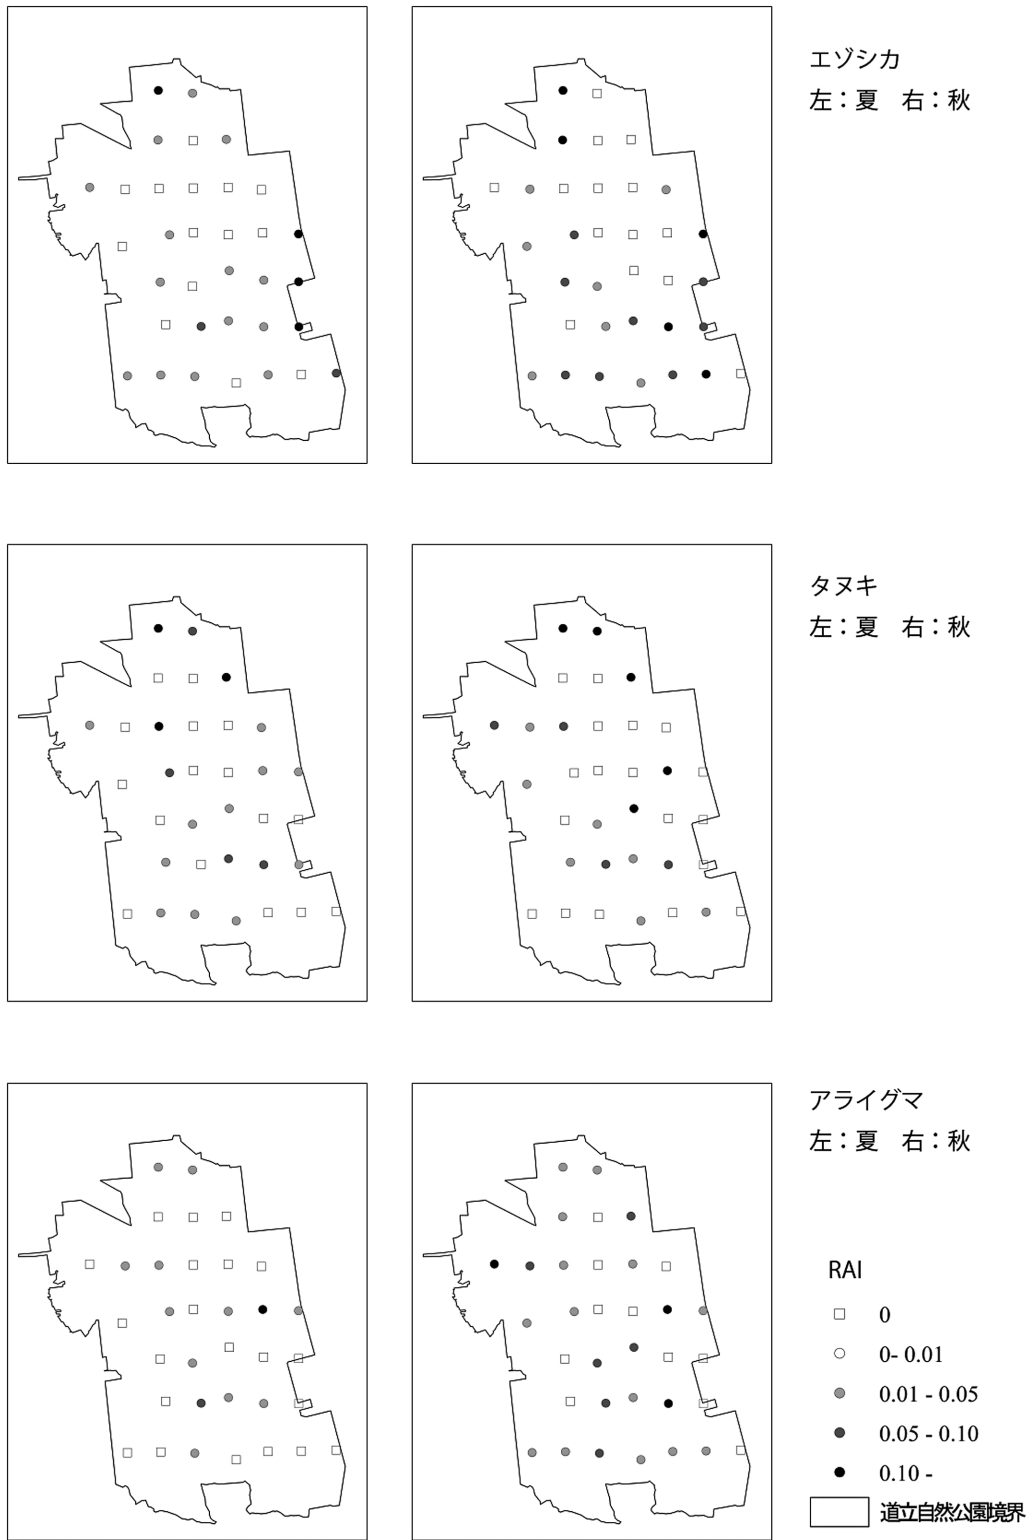 エゾシカ
左：夏　右：秋
タヌキ
左：夏　右：秋
アライグマ
左：夏　右：秋
RAI
0
0- 0.01
0.01 - 0.05
0.05 - 0.10
0.10 -
道立自然公園境界